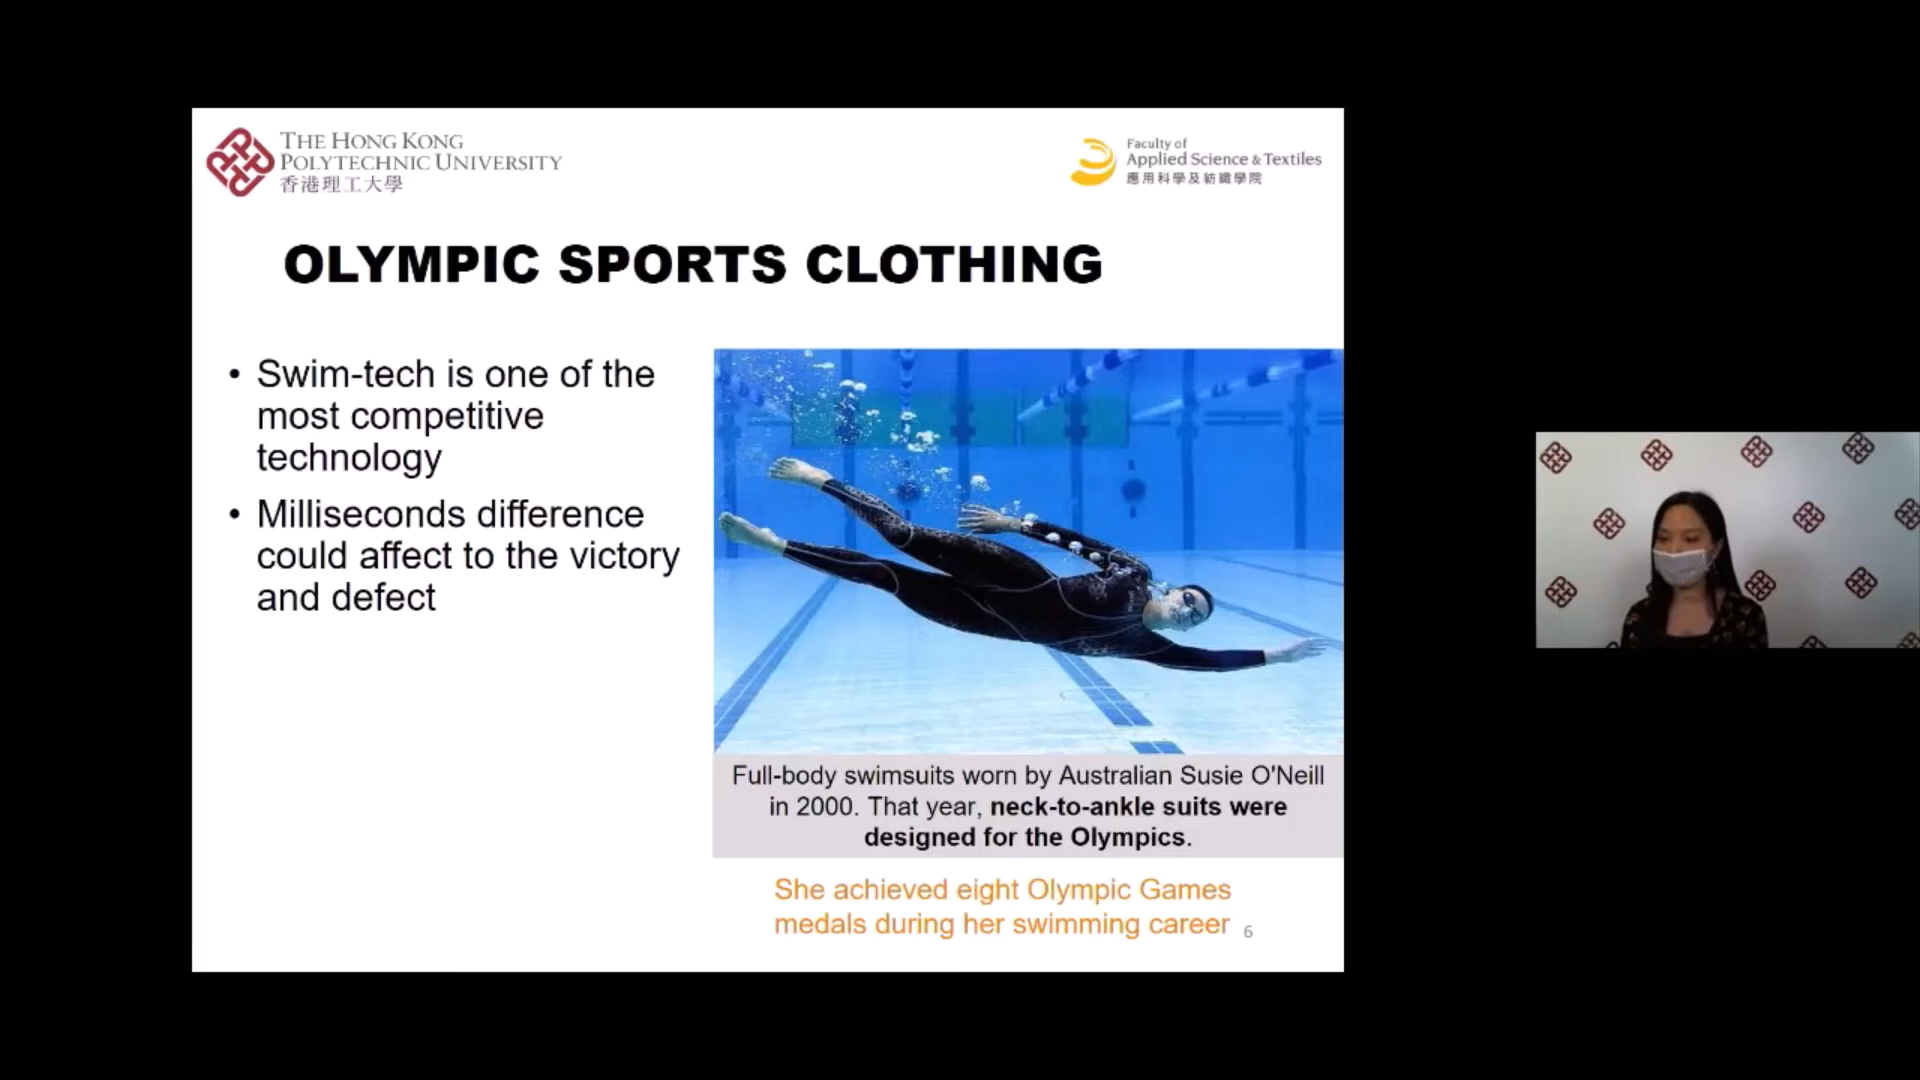 THE HONG KONG
POLYTECHNIC UNIVERSITY
香港理工大學
Faculty of
Applied Science & Textiles
應用科學及紡織學院
OLYMPIC SPORTS CLOTHING
• Swim-tech is one of the
most competitive
technology
• Milliseconds difference
could affect to the victory
and defect
Full-body swimsuits worn by Australian Susie O'Neill
in 2000. That year, neck-to-ankle suits were
designed for the Olympics.
She achieved eight Olympic Games
medals during her swimming career
6